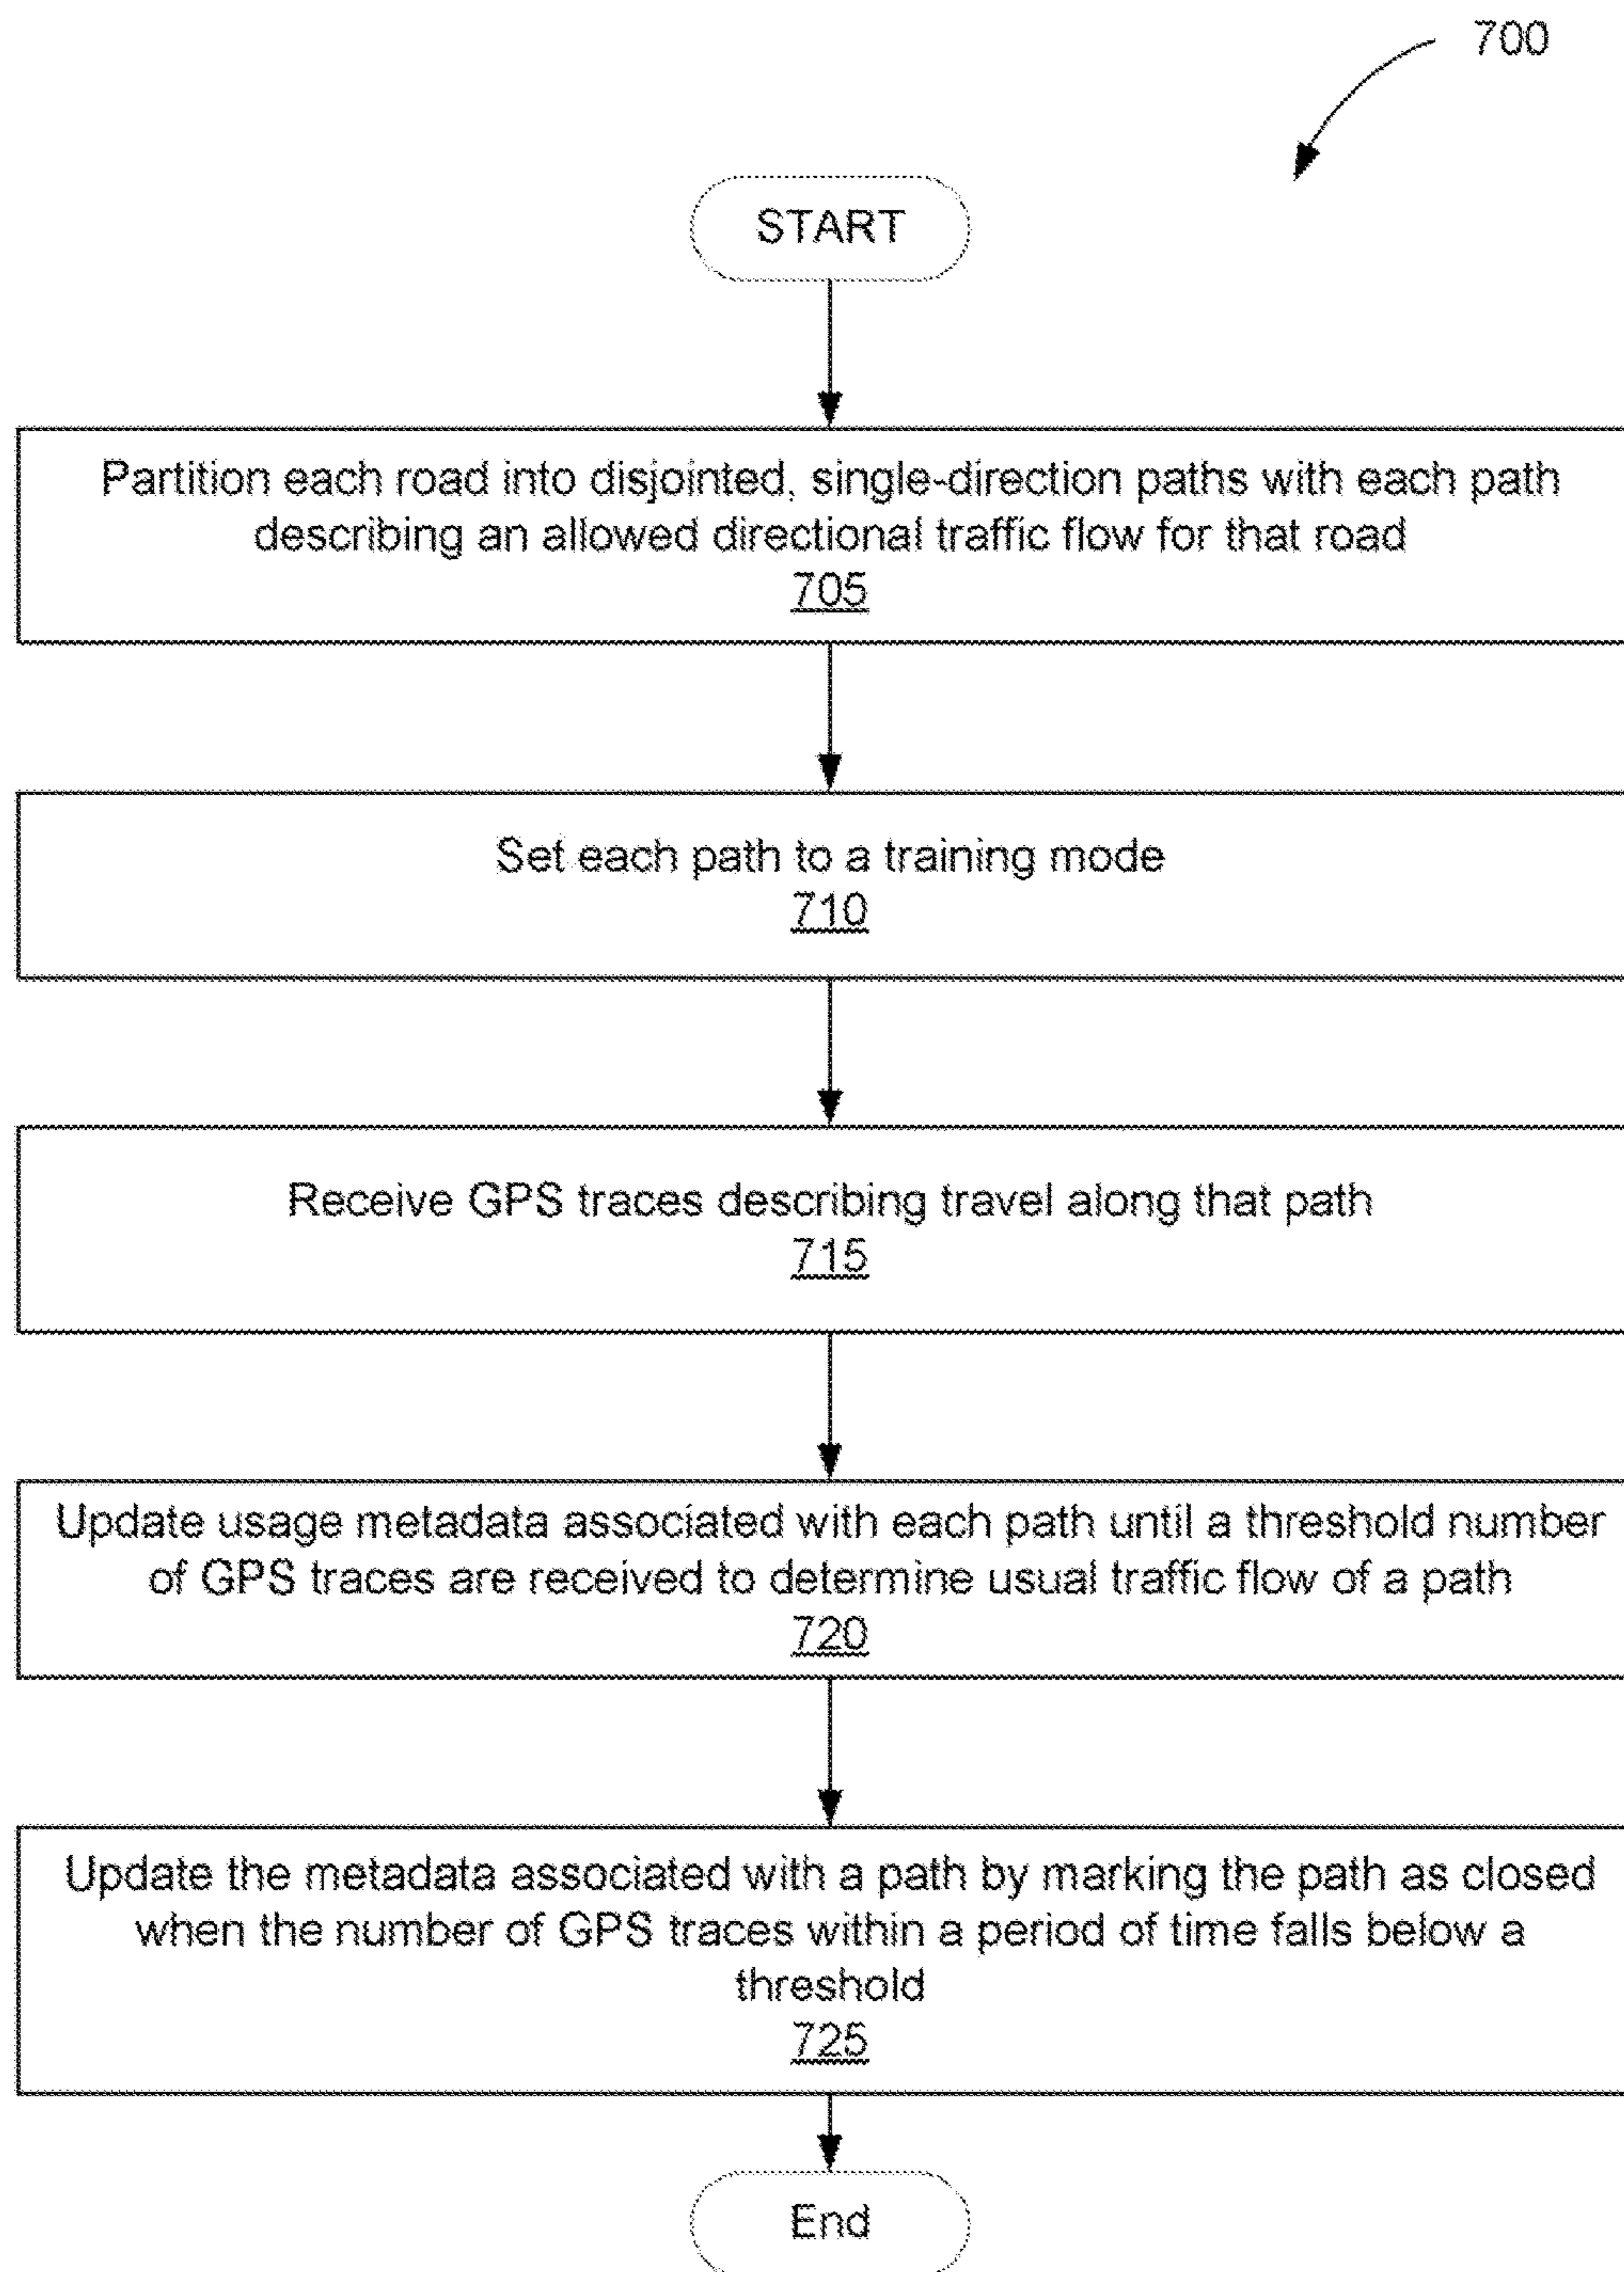 700
START
Partition each road into disjointed, single-direction paths with each path
describing an allowed directional traffic flow for that road
705
Set each path to a training mode
710
Receive GPS traces describing travel along that path
715
Update usage metadata associated with each path until a threshold number
of GPS traces are received to determine usual traffic flow of a path
720
Update the metadata associated with a path by marking the path as closed
when the number of GPS traces within a period of time falls below a
threshold
725
End